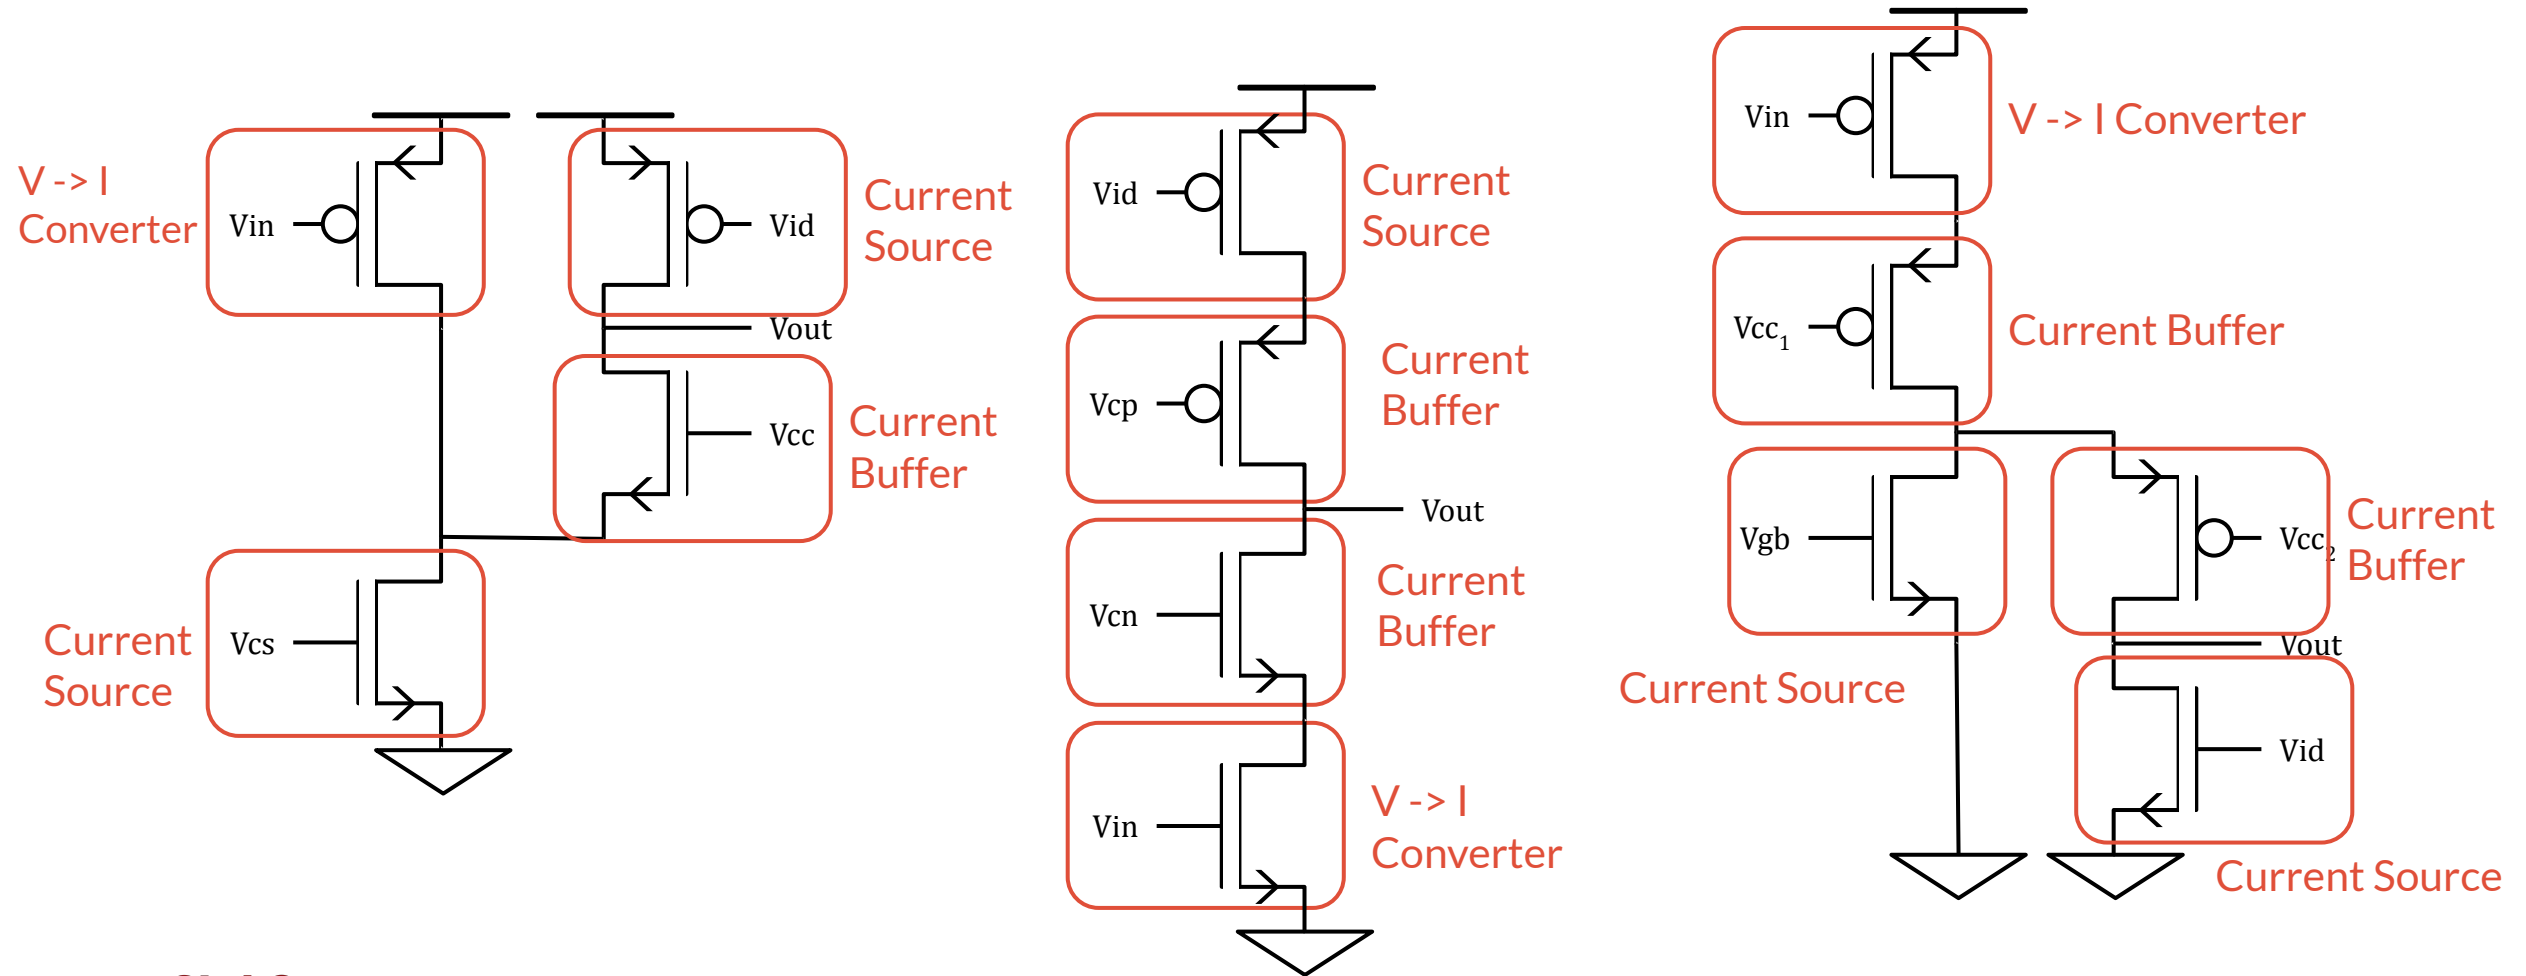 V -> I
Converter
Vin
Vid
Current
Source
Vout
Vcc
Current
Buffer
Current
Source
Vcs
Vid
Current
Source
Vcp
Current
Buffer
Vout
Vcn
Current
Buffer
Vin
V -> I
Converter
Vin
V -> I Converter
Vcc1
Current Buffer
Vgb
Vcc2
Current
Buffer
Vout
Current Source
Vid
Current Source